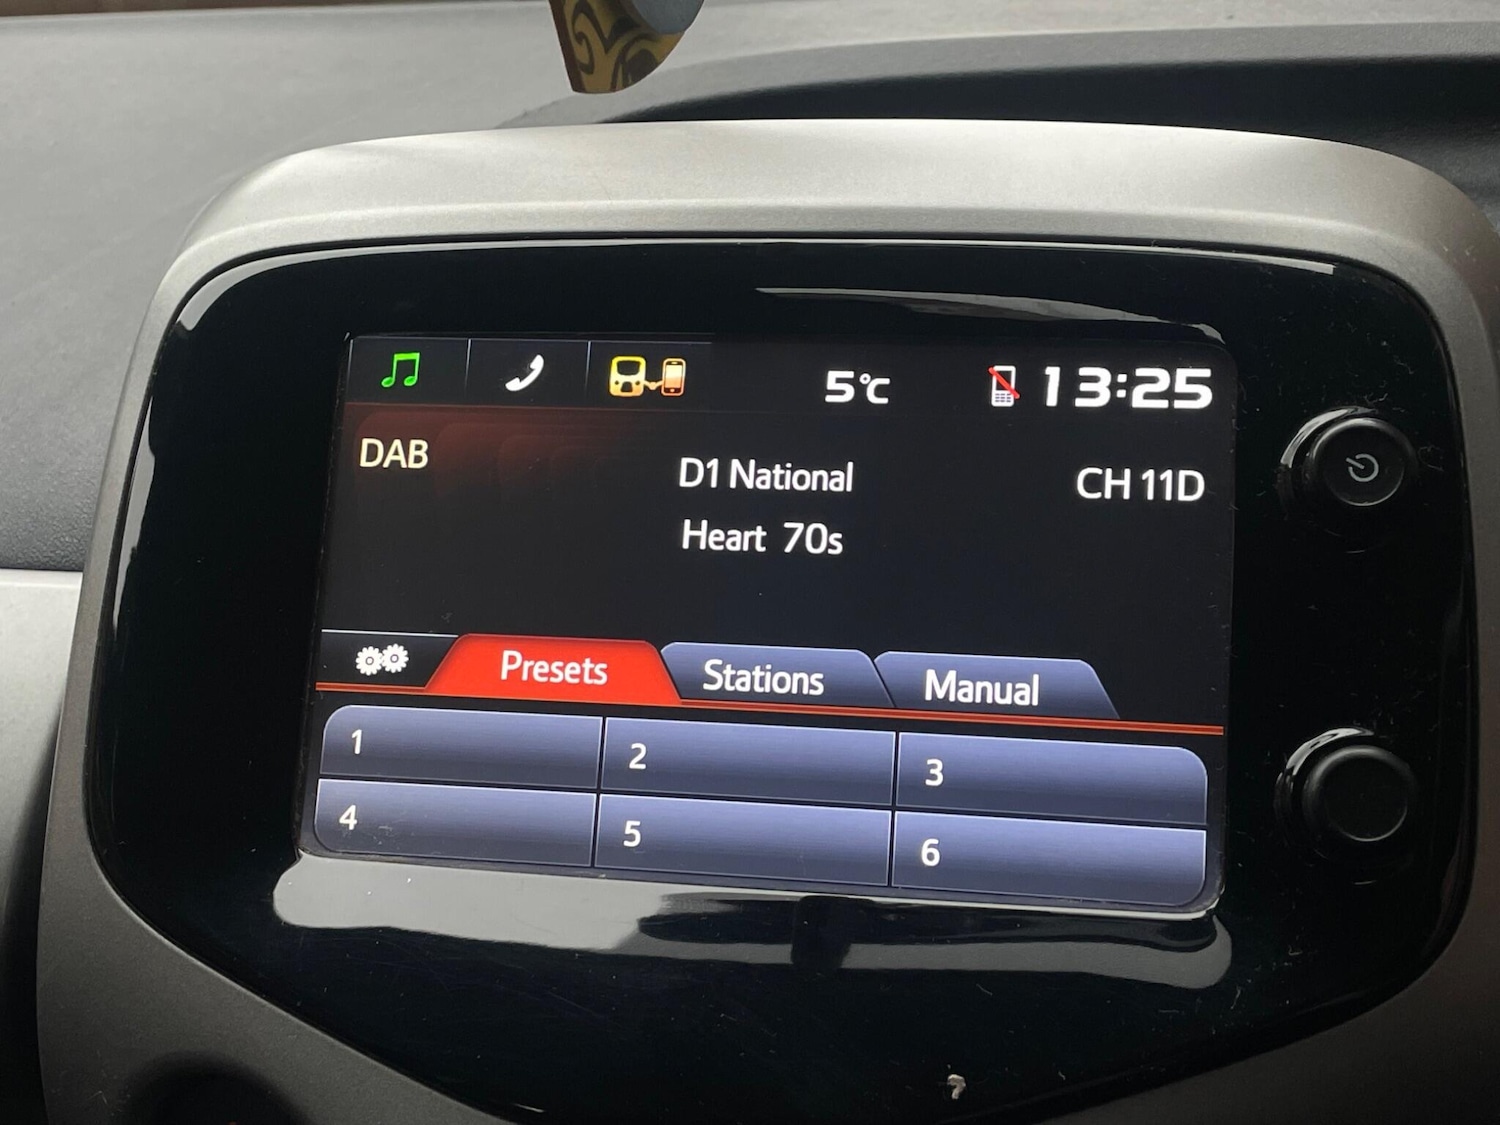 5°C 13:25
DAB
D1 National
CH 11D
Heart 70s
Presets Stations Manual
1 2 3
4 5 6